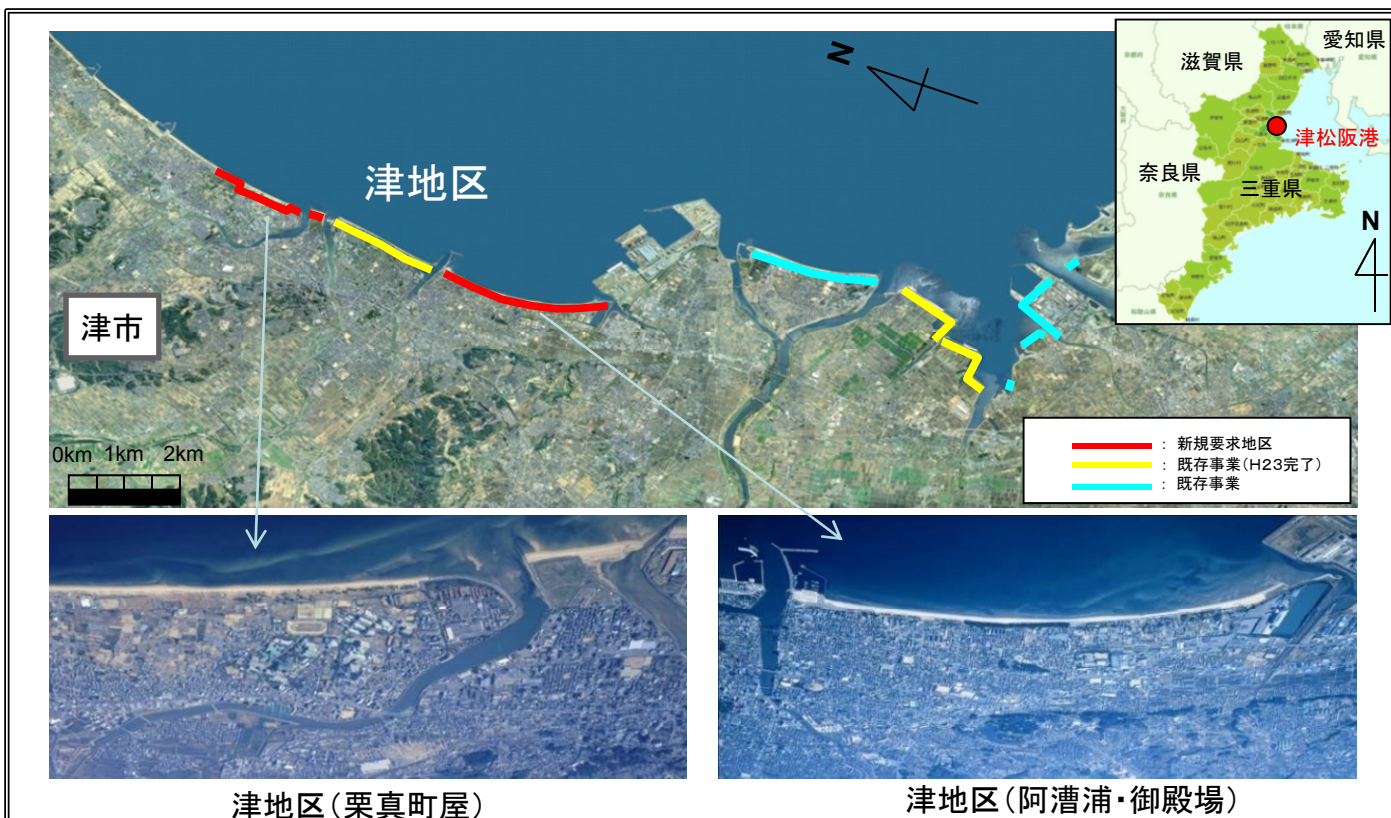 N
津地区
津市
0km 1km 2km
滋賀県
愛知県
津松阪港
奈良県
三重県
N
: 新規要求地区
: 既存事業(H23完了)
: 既存事業
津地区(栗真町屋)
津地区(阿漕浦・御殿場)